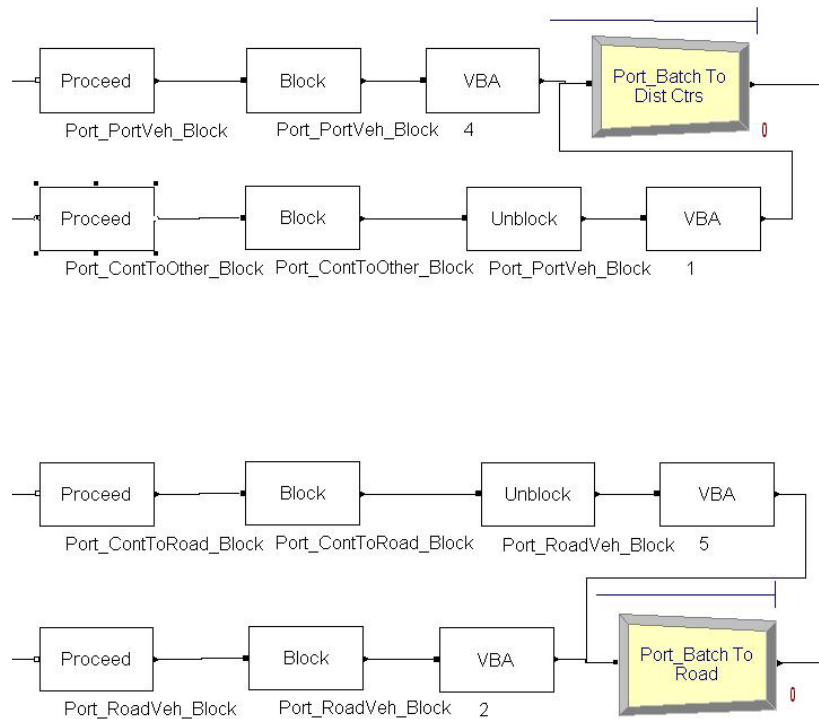 Proceed
Block
VBA
Port_Batch To
Dist Ctrs
Port_PortVeh_Block
Port_PortVeh_Block
4
0
Proceed
Block
Unblock
VBA
Port_ContToOther_Block
Port_ContToOther_Block
Port_PortVeh_Block
1
Proceed
Block
Unblock
VBA
Port_ContToRoad_Block
Port_ContToRoad_Block
Port_RoadVeh_Block
5
Proceed
Block
VBA
Port_Batch To
Road
Port_RoadVeh_Block
Port_RoadVeh_Block
2
0